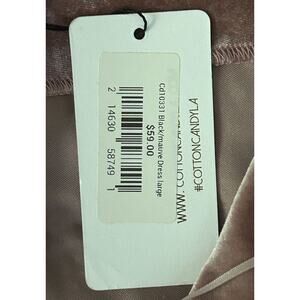 Cd10331 Black/mauve Dress large
$59.00
2 14630 58749 1
WWW.COTTONCANDYLA
#COTTONCANDYLA